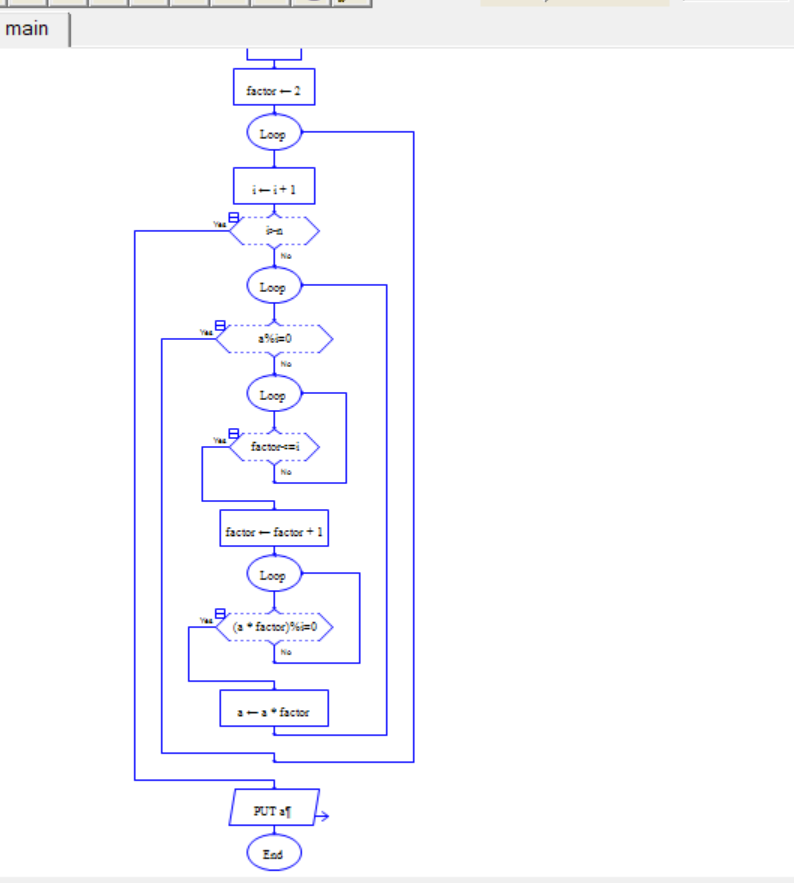 main
factor ← 2
Loop
i ← i + 1
Yes
i>n
No
Loop
Yes
a%i=0
No
Loop
Yes
factor<=i
No
factor ← factor + 1
Loop
Yes
(a * factor)%i=0
No
a ← a * factor
PUT a¶
End